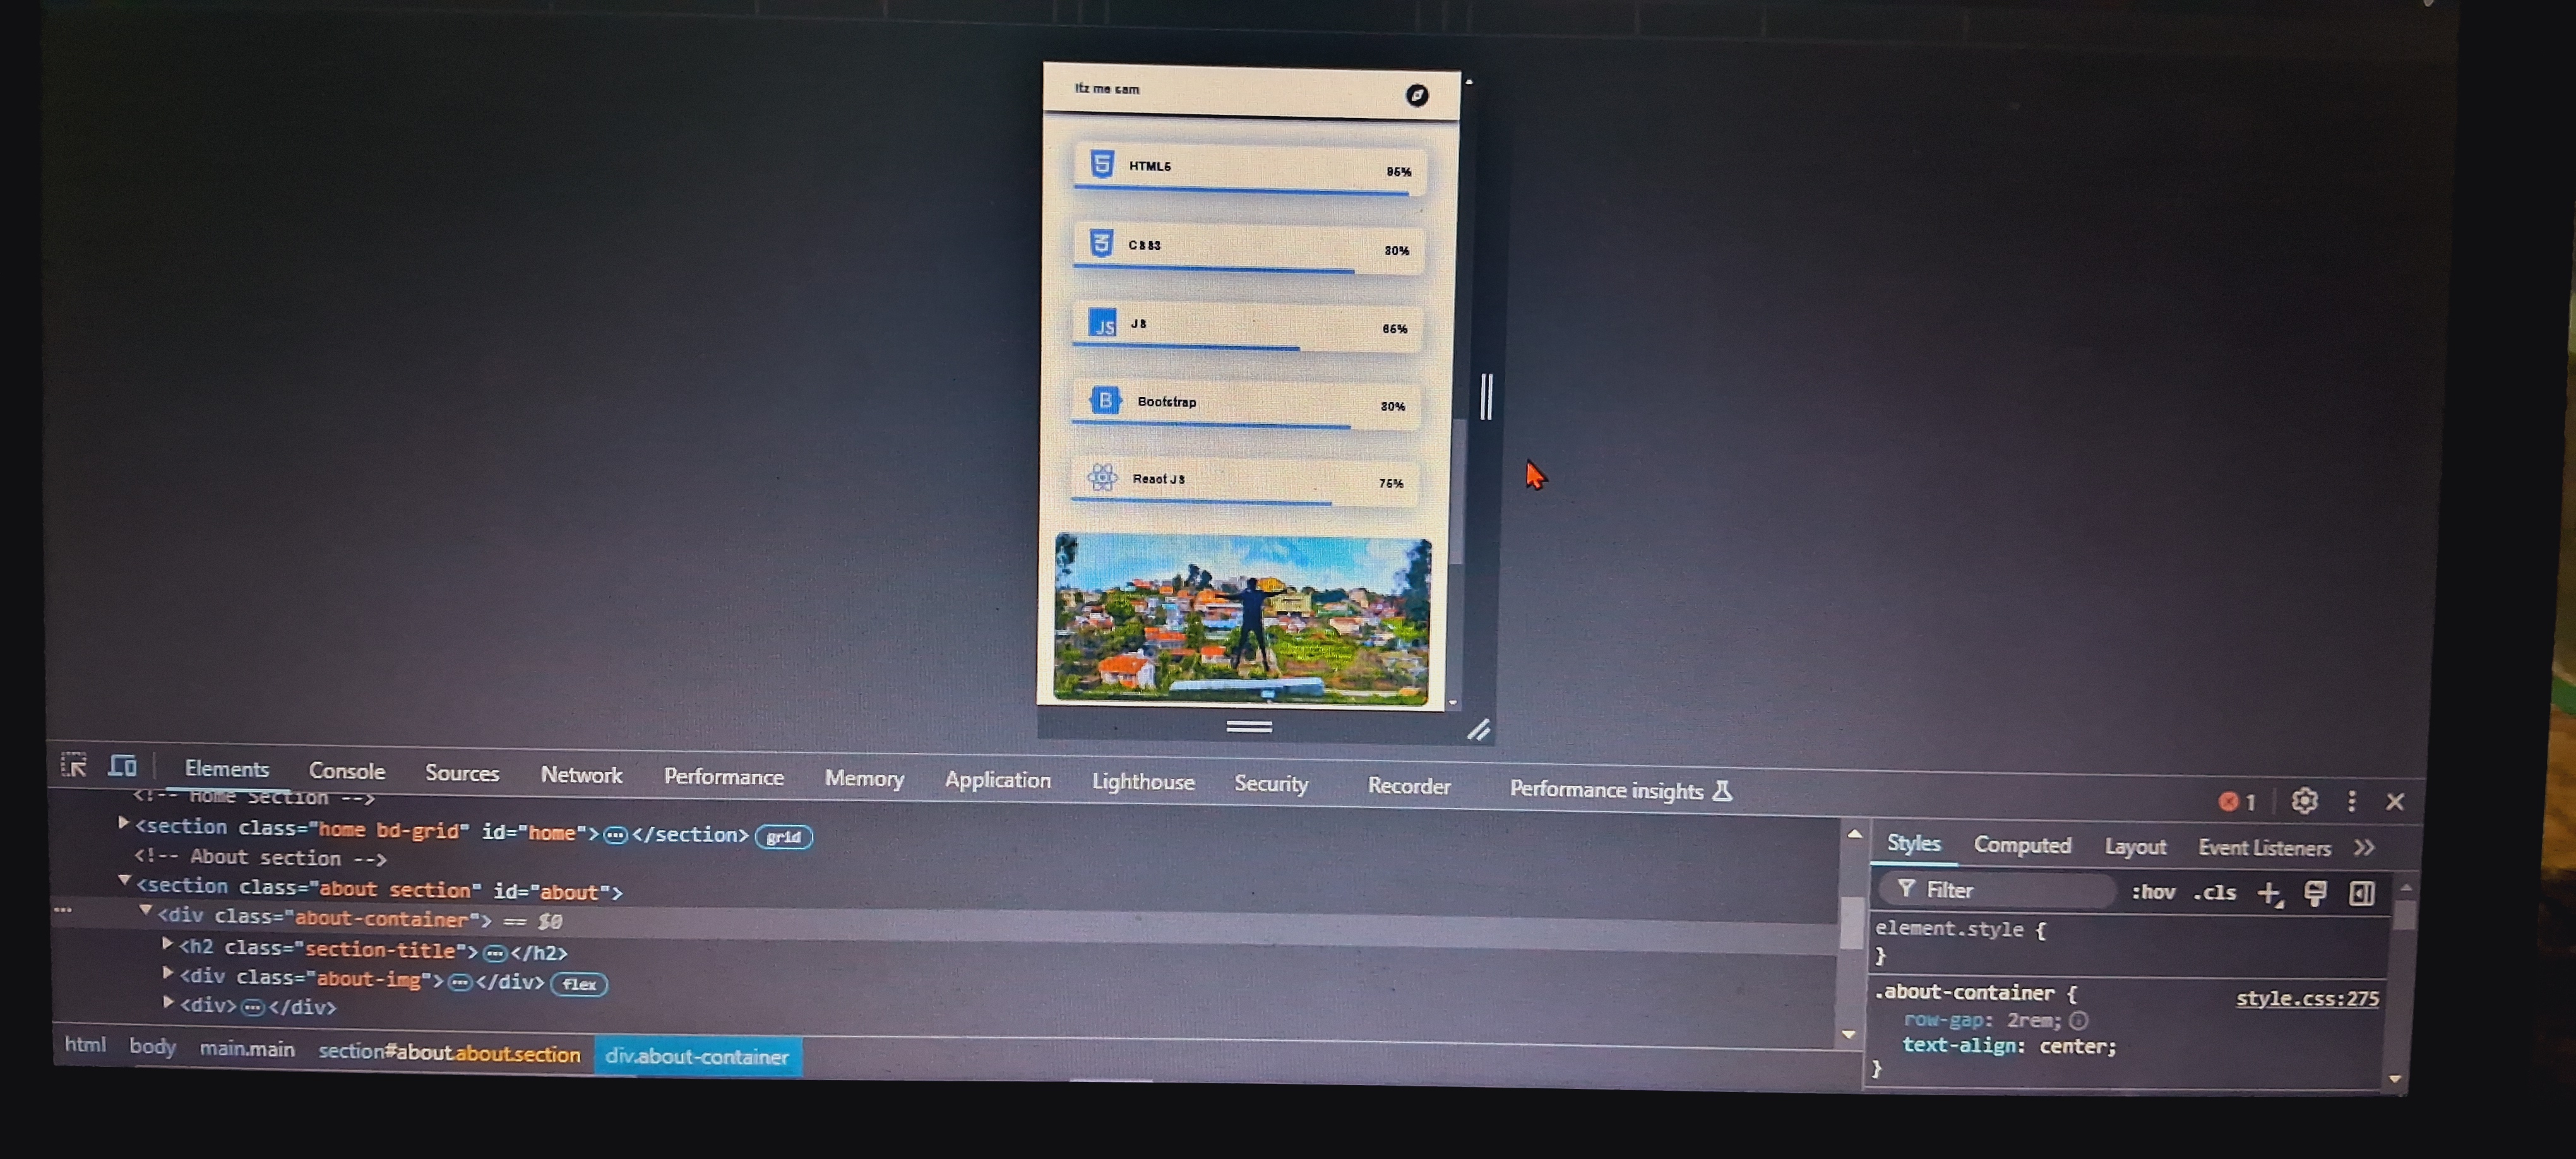 Itz me sam
HTML5
95%
CSS3
80%
JS
JS
65%
B
Bootstrap
80%
React JS
75%
Elements
Console
Sources
Network
Performance
Memory
Application
Lighthouse
Security
Recorder
Performance insights
1
<!-- Home Section -->
<section class="home bd-grid" id="home">…</section> grid
<!-- About section -->
<section class="about section" id="about">
… <div class="about-container"> == $0
<h2 class="section-title">…</h2>
<div class="about-img">…</div> flex
<div>…</div>
html body main.main section#about.about.section div.about-container
Styles
Computed
Layout
Event Listeners
Filter
:hov .cls
element.style {
}
.about-container { style.css:275
row-gap: 2rem;
text-align: center;
}